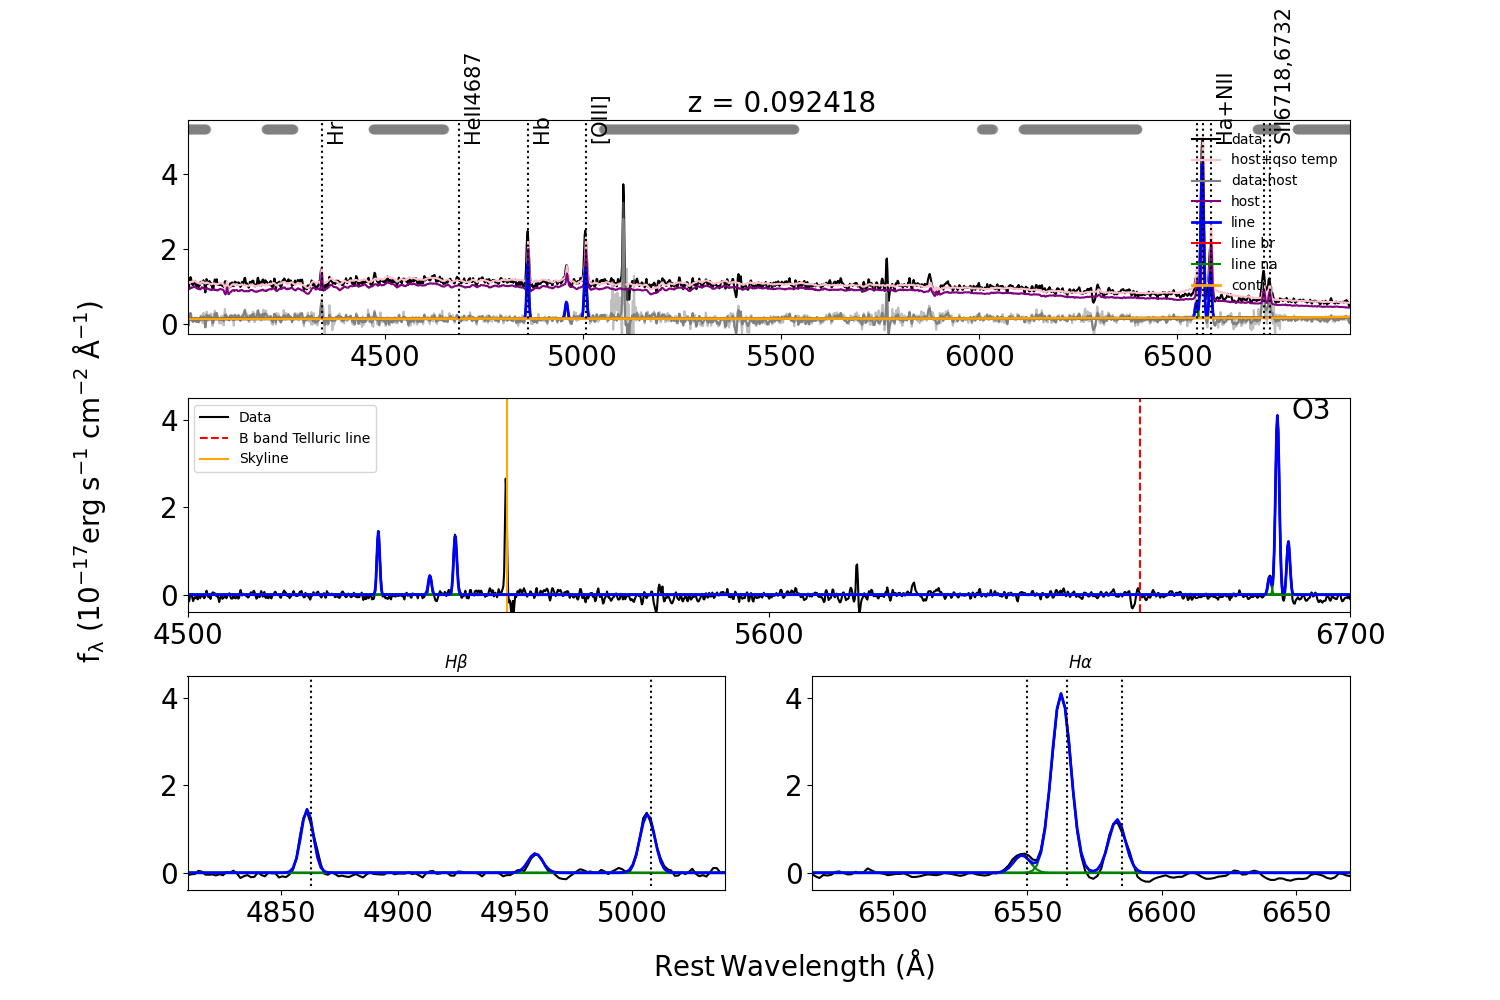 z = 0.092418
Hr
HeII4687
Hb
[OIII]
Ha+NII
SII6718,6732
data
host+qso temp
data-host
host
line
line br
line na
cont
4
2
0
4500
5000
5500
6000
6500
Data
B band Telluric line
Skyline
O3
4
2
0
4500
5600
6700
fλ (10−17erg s−1 cm−2 Å−1)
Hβ
4
2
0
4850
4900
4950
5000
Hα
4
2
0
6500
6550
6600
6650
Rest Wavelength (Å)